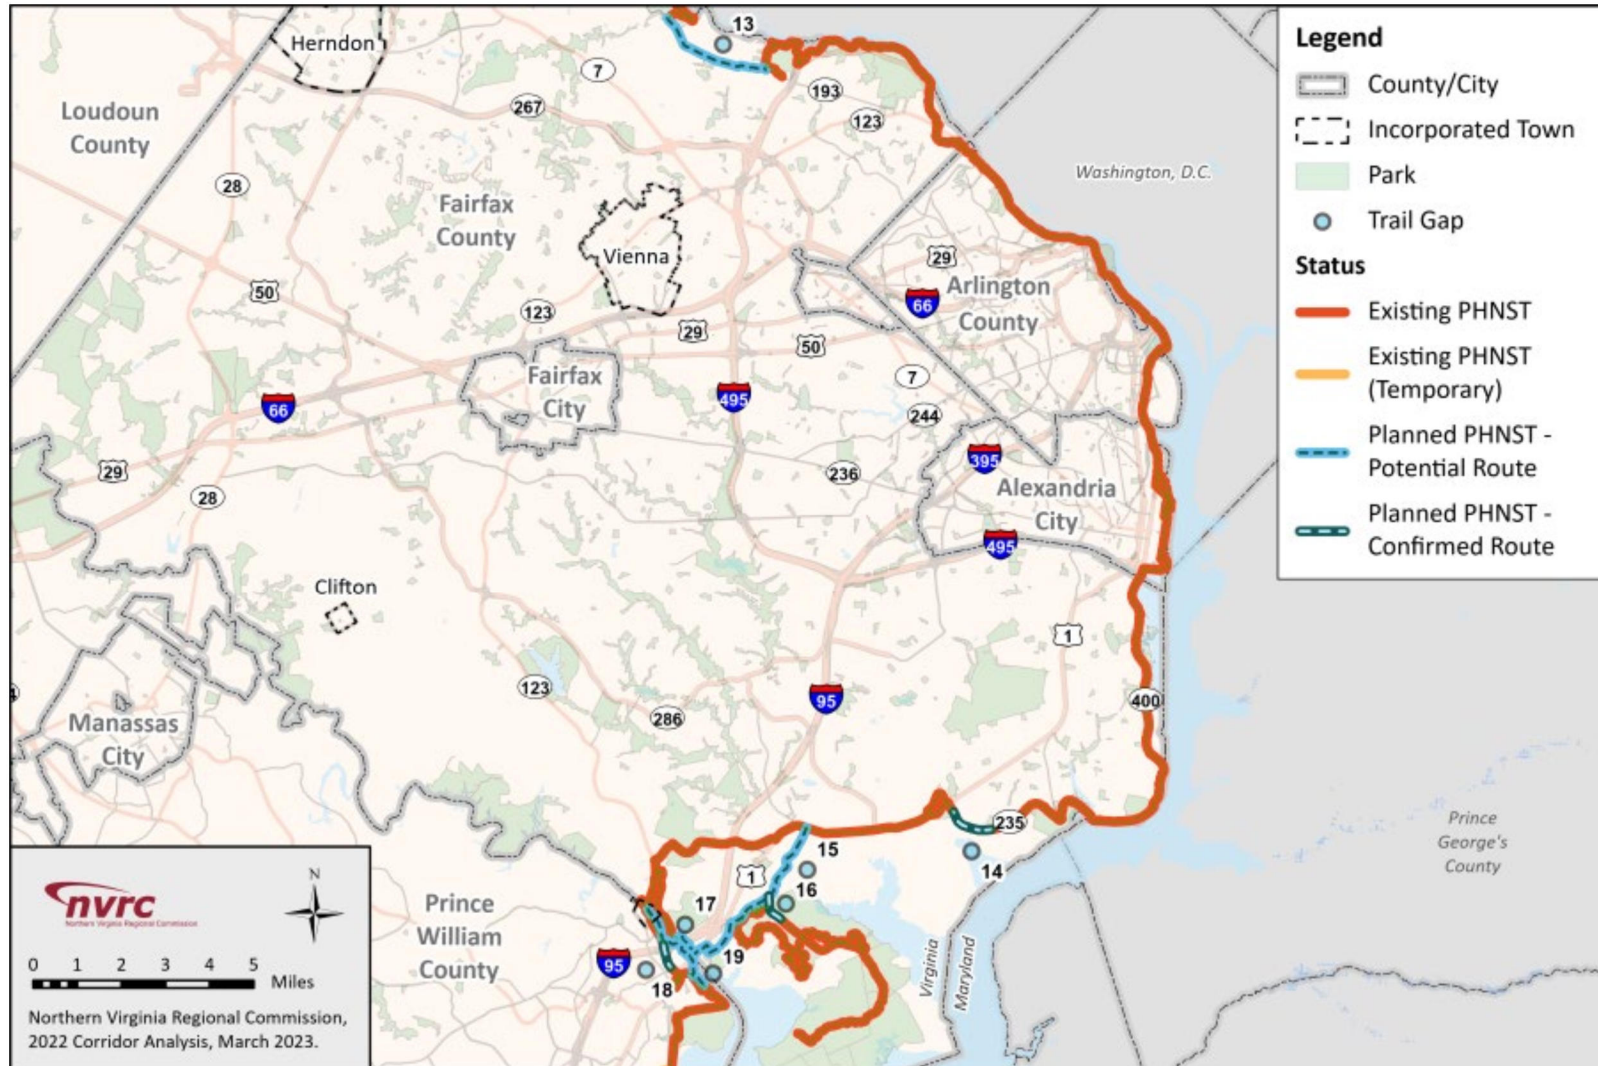 13
Herndon
7
193
267
123
Loudoun
County
Washington, D.C.
28
Fairfax
County
Vienna
29
Arlington
County
66
50
123
29
50
Fairfax
City
7
66
495
244
395
29
236
Alexandria
City
28
495
Clifton
1
123
95
400
286
Manassas
City
235
15
14
1
16
17
Prince
William
County
19
95
18
Virginia
Maryland
Prince
George's
County
Legend
County/City
Incorporated Town
Park
Trail Gap
Status
Existing PHNST
Existing PHNST
(Temporary)
Planned PHNST -
Potential Route
Planned PHNST -
Confirmed Route
nvrc
Northern Virginia Regional Commission
N
0 1 2 3 4 5
Miles
Northern Virginia Regional Commission,
2022 Corridor Analysis, March 2023.